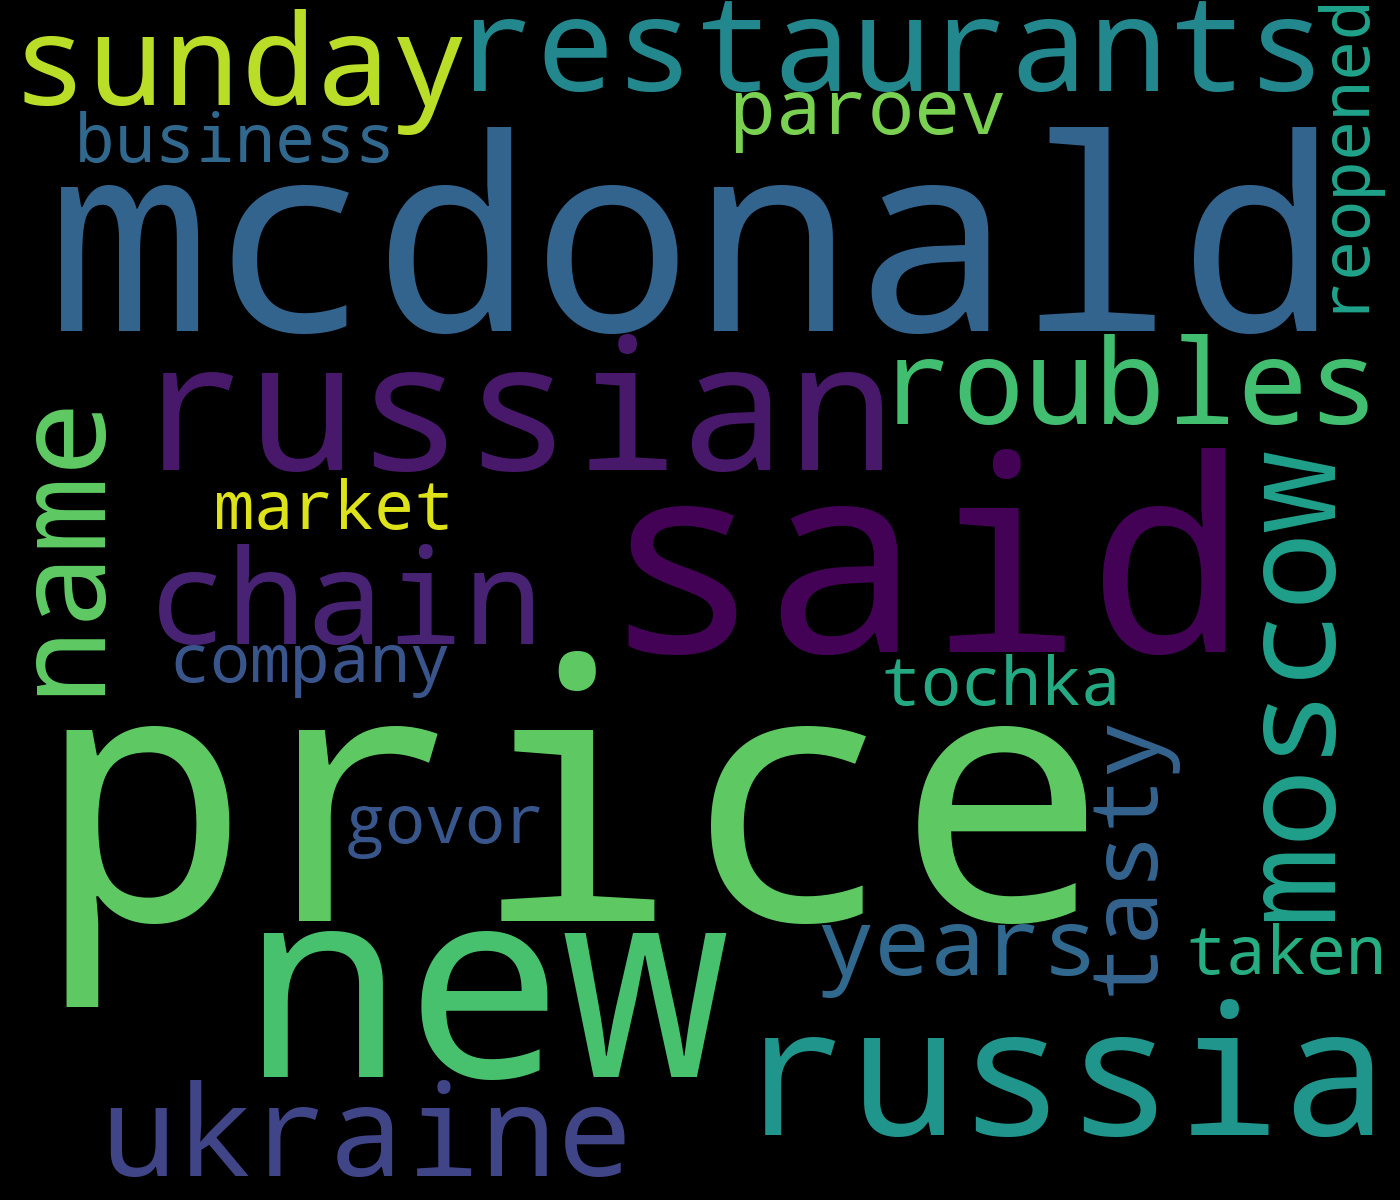 sunday
restaurants
reopened
business
paroev
mcdonald
russian
roubles
name
market
said
moscow
chain
company
tochka
price
tasty
govor
new
years
taken
russia
ukraine